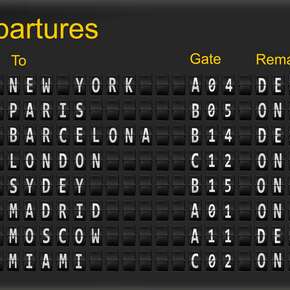 partures
To Gate Rema
NEW YORK A04 DE
PARIS B05 ON
BARCELONA B14 DE
LONDON C12 ON
SYDEY B15 ON
MADRID A01 ON
MOSCOW A11 DE
MIAMI C02 ON